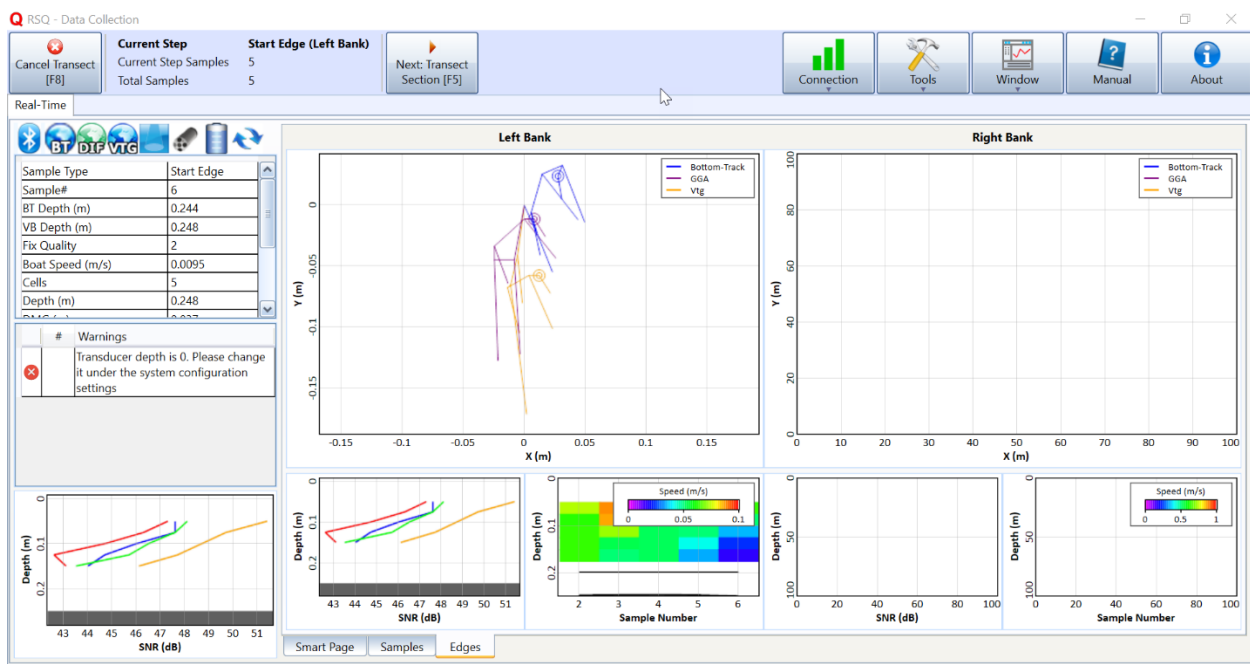 RSQ - Data Collection
Cancel Transect
[F8]
Current Step Start Edge (Left Bank)
Current Step Samples 5
Total Samples 5
Next: Transect
Section [F5]
Connection
Tools
Window
Manual
About
Real-Time
BT DIF VTG
Sample Type Start Edge
Sample# 6
BT Depth (m) 0.244
VB Depth (m) 0.248
Fix Quality 2
Boat Speed (m/s) 0.0095
Cells 5
Depth (m) 0.248
# Warnings
Transducer depth is 0. Please change
it under the system configuration
settings
Depth (m)
0
0.1
0.2
43 44 45 46 47 48 49 50 51
SNR (dB)
Left Bank
Bottom-Track
GGA
Vtg
Y (m)
0
-0.05
-0.1
-0.15
-0.15 -0.1 -0.05 0 0.05 0.1 0.15
X (m)
Right Bank
Bottom-Track
GGA
Vtg
Y (m)
100
80
60
40
20
0
0 10 20 30 40 50 60 70 80 90 100
X (m)
Depth (m)
0
0.1
0.2
43 44 45 46 47 48 49 50 51
SNR (dB)
Speed (m/s)
0 0.05 0.1
Depth (m)
0
0.1
0.2
2 3 4 5 6
Sample Number
Depth (m)
0
50
100
0 20 40 60 80 100
SNR (dB)
Speed (m/s)
0 0.5 1
Depth (m)
0
50
100
0 20 40 60 80 100
Sample Number
Smart Page Samples Edges